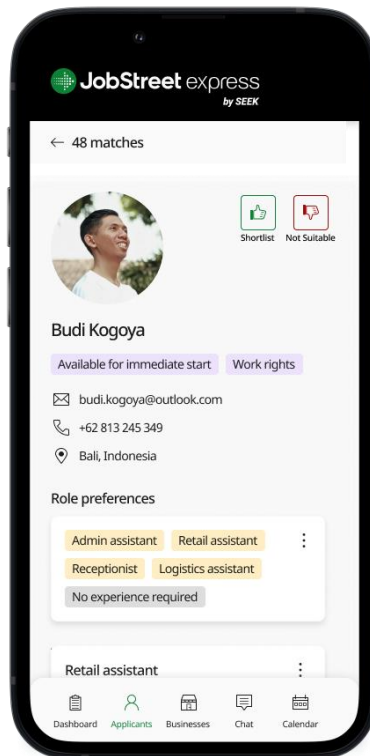 JobStreet express
by SEEK
← 48 matches
Shortlist Not Suitable
Budi Kogoya
Available for immediate start Work rights
budi.kogoya@outlook.com
+62 813 245 349
Bali, Indonesia
Role preferences
Admin assistant Retail assistant
Receptionist Logistics assistant
No experience required
Retail assistant
Dashboard Applicants Businesses Chat Calendar